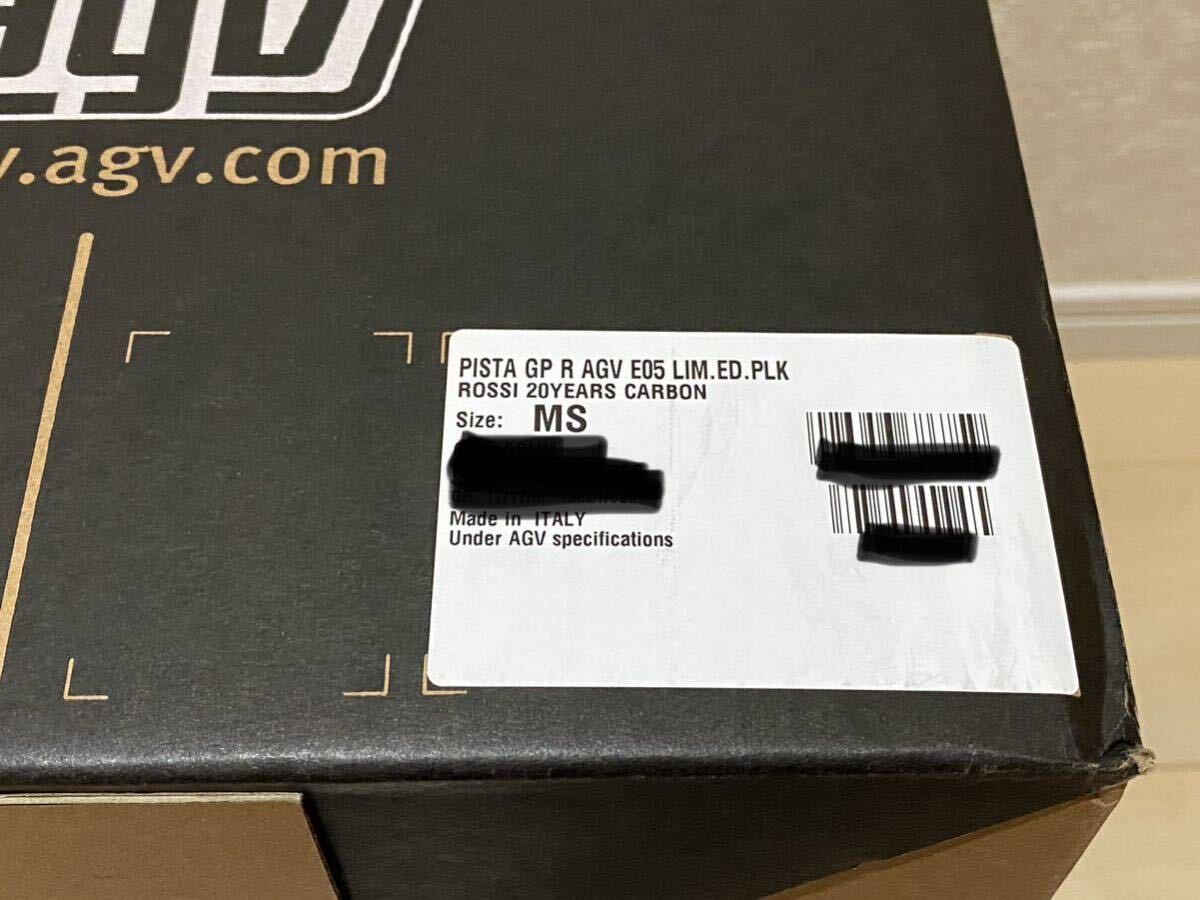 agv
.agv.com
PISTA GP R AGV E05 LIM.ED.PLK
ROSSI 20YEARS CARBON
Size: MS
Made in ITALY
Under AGV specifications